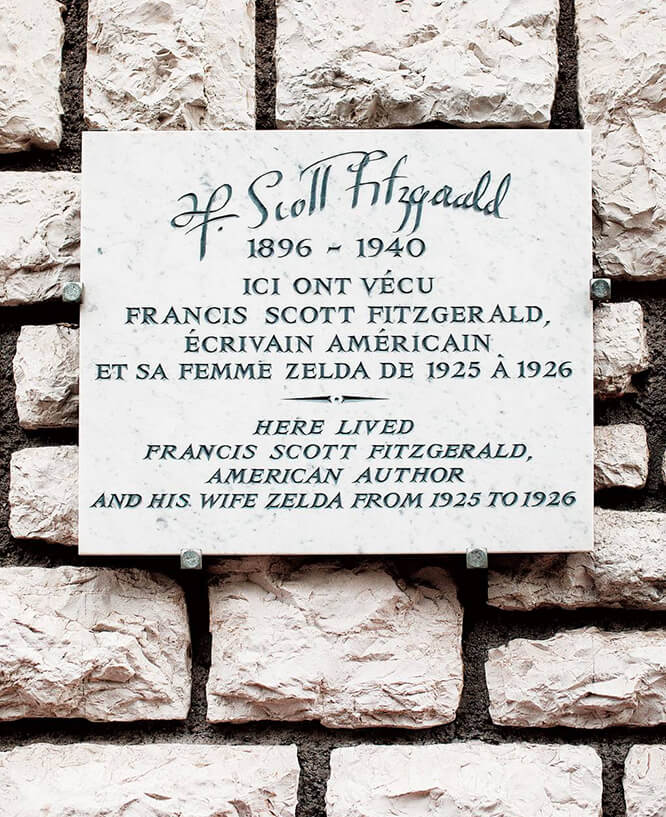 F. Scott Fitzgerald
1896 - 1940
ICI ONT VÉCU
FRANCIS SCOTT FITZGERALD,
ÉCRIVAIN AMÉRICAIN
ET SA FEMME ZELDA DE 1925 À 1926
HERE LIVED
FRANCIS SCOTT FITZGERALD,
AMERICAN AUTHOR
AND HIS WIFE ZELDA FROM 1925 TO 1926